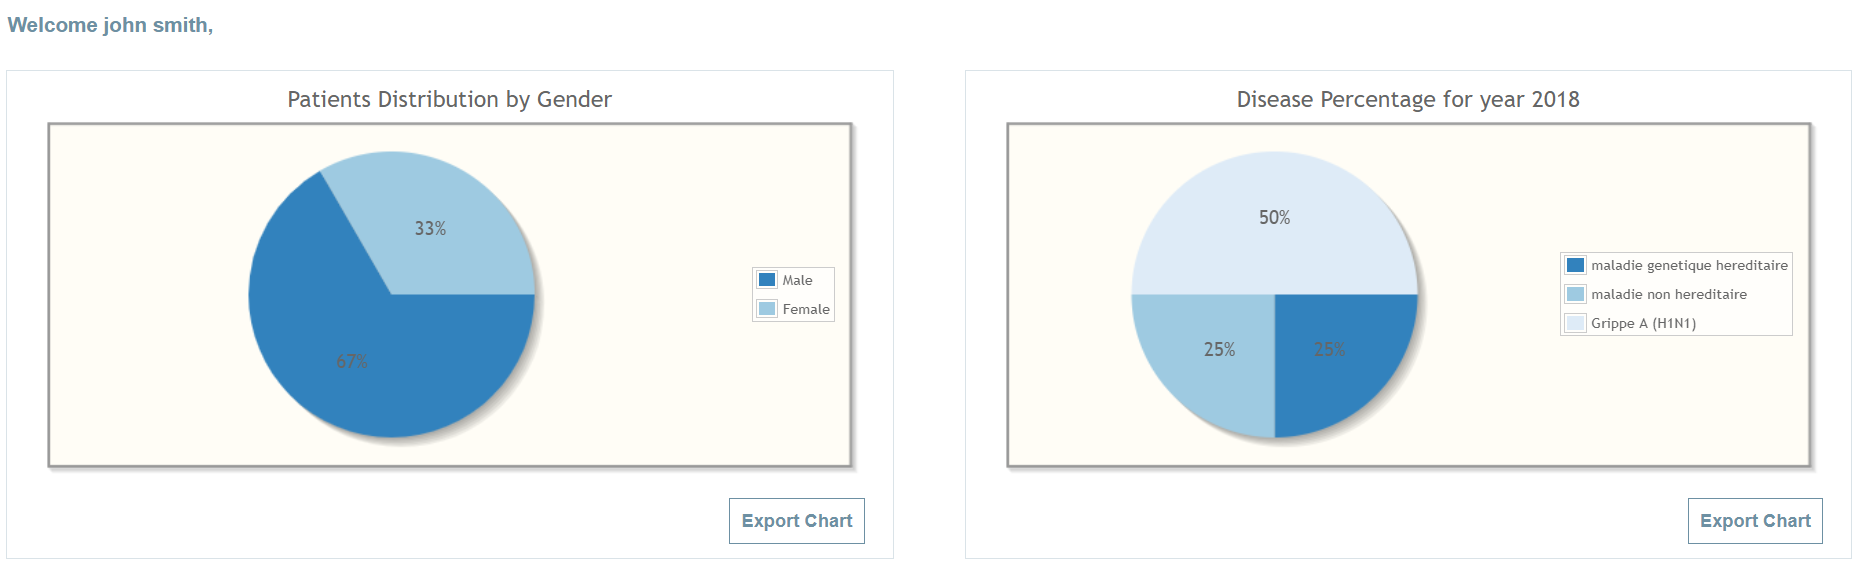 Welcome john smith,
Patients Distribution by Gender
33%
67%
Male
Female
Export Chart
Disease Percentage for year 2018
50%
25%
25%
maladie genetique hereditaire
maladie non hereditaire
Grippe A (H1N1)
Export Chart